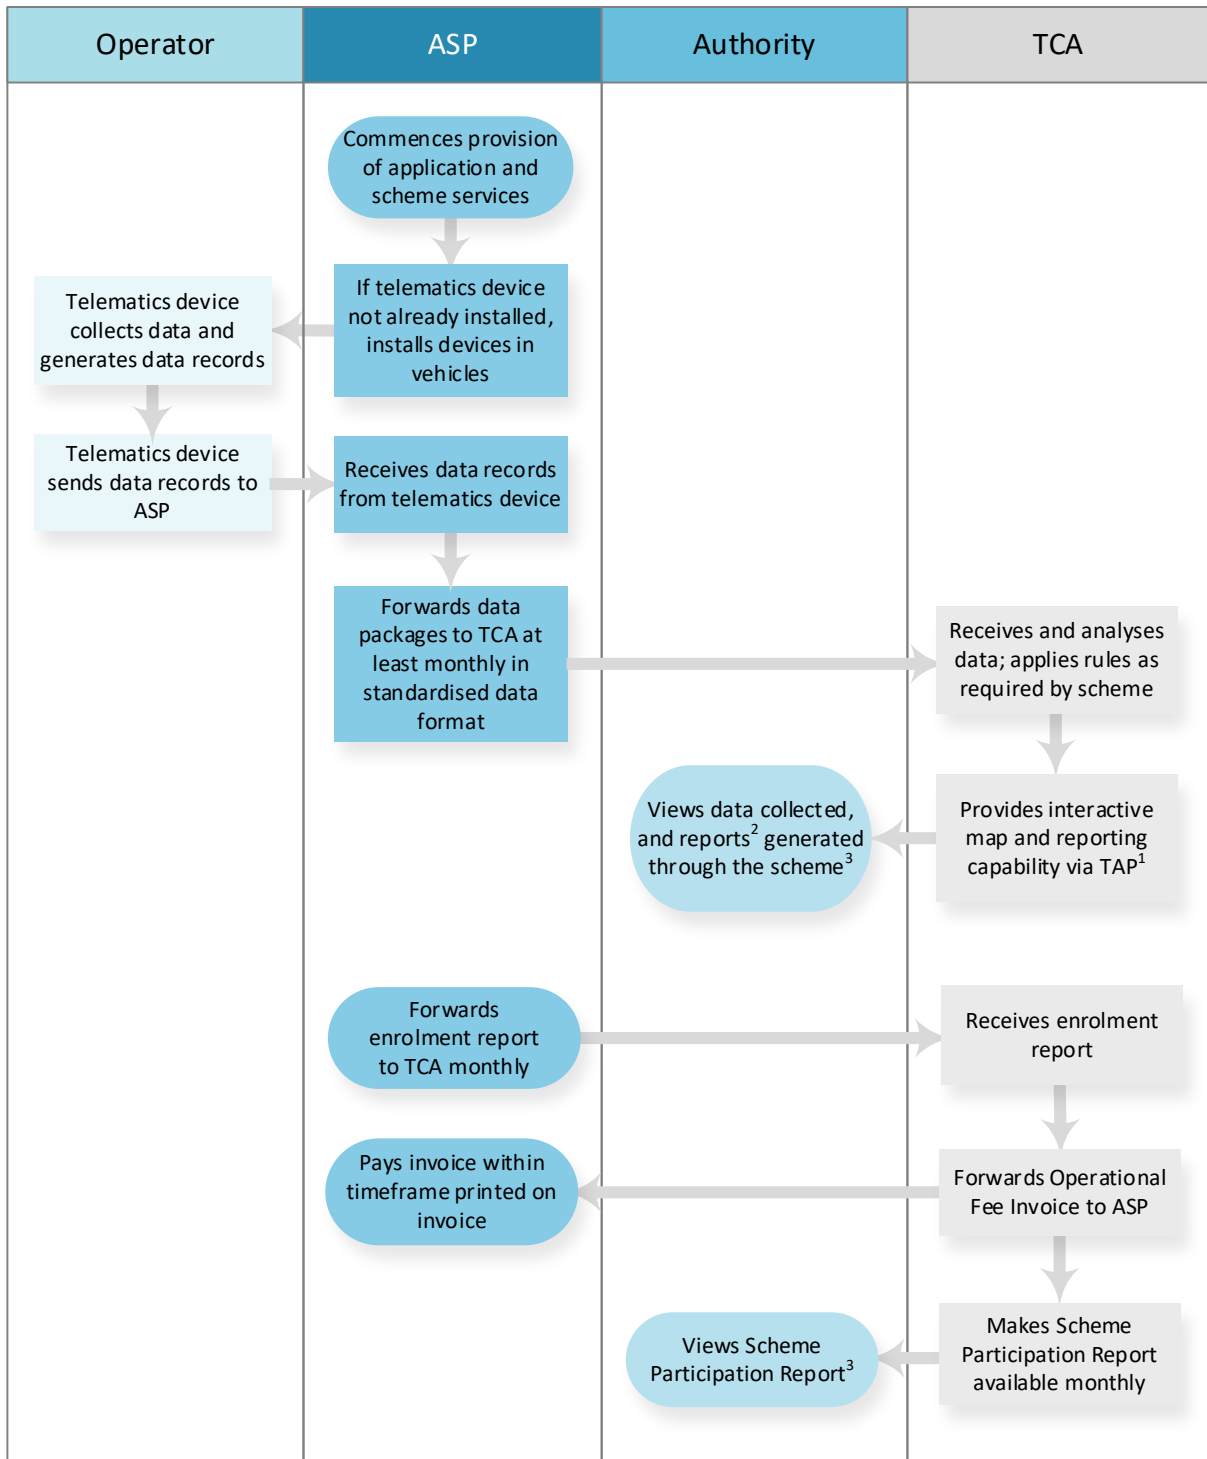 Operator
ASP
Authority
TCA
Commences provision
of application and
scheme services
If telematics device
not already installed,
installs devices in
vehicles
Telematics device
collects data and
generates data records
Telematics device
sends data records to
ASP
Receives data records
from telematics device
Forwards data
packages to TCA at
least monthly in
standardised data
format
Receives and analyses
data; applies rules as
required by scheme
Provides interactive
map and reporting
capability via TAP¹
Views data collected,
and reports² generated
through the scheme³
Forwards
enrolment report
to TCA monthly
Receives enrolment
report
Forwards Operational
Fee Invoice to ASP
Pays invoice within
timeframe printed on
invoice
Makes Scheme
Participation Report
available monthly
Views Scheme
Participation Report³